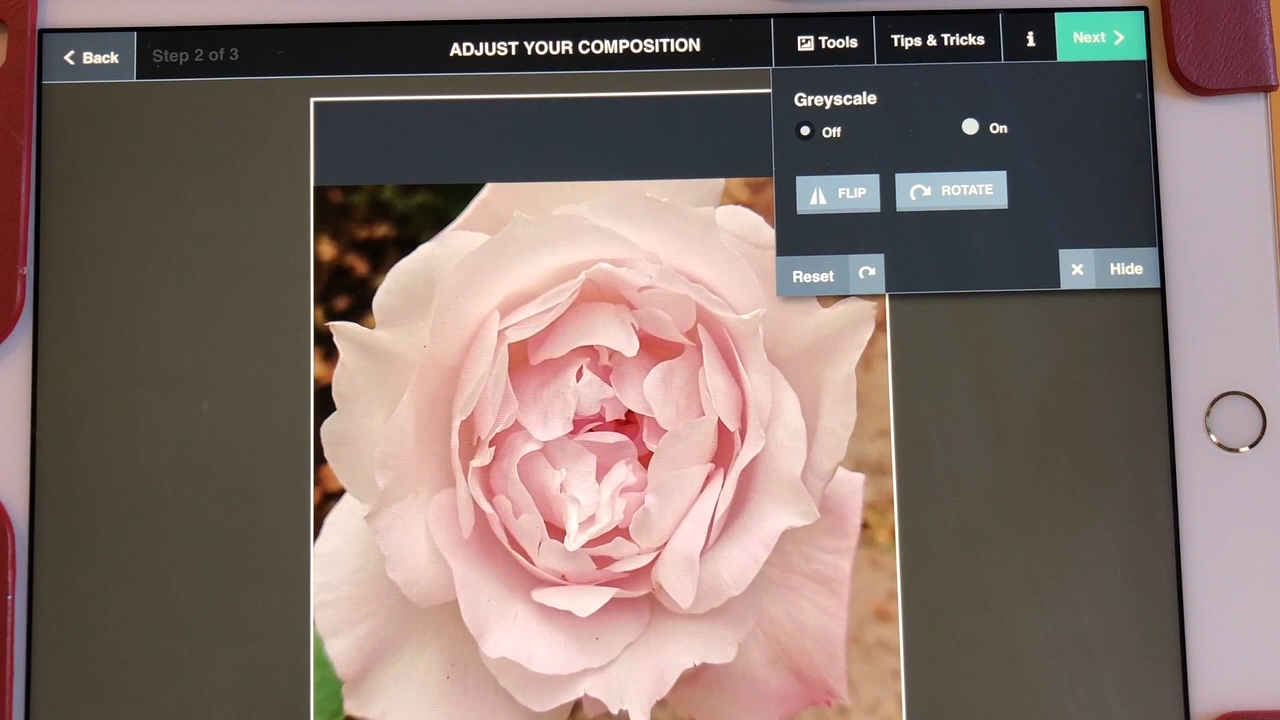 Back
Step 2 of 3
ADJUST YOUR COMPOSITION
Tools
Tips & Tricks
i
Next
Greyscale
Off
On
FLIP
ROTATE
Reset
Hide